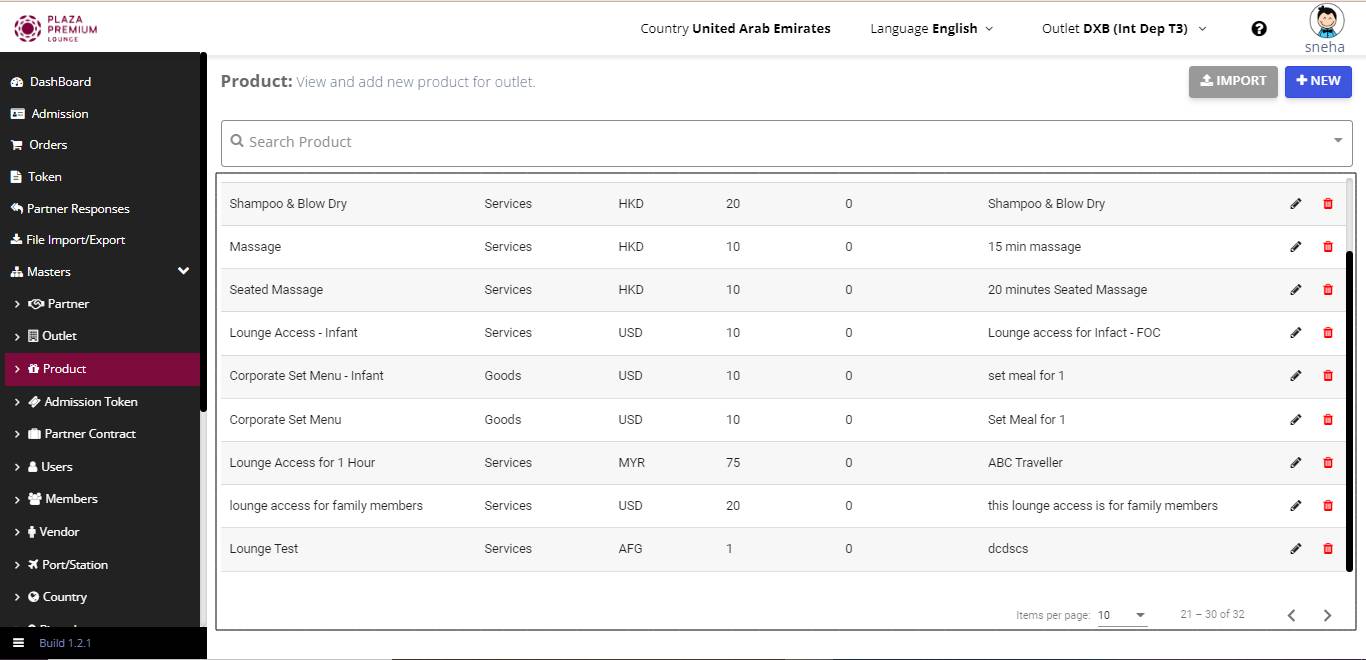 PLAZA
PREMIUM
LOUNGE
Country United Arab Emirates
Language English
Outlet DXB (Int Dep T3)
sneha
DashBoard
Admission
Orders
Token
Partner Responses
File Import/Export
Masters
Partner
Outlet
Product
Admission Token
Partner Contract
Users
Members
Vendor
Port/Station
Country
Build 1.2.1
Product: View and add new product for outlet.
IMPORT
NEW
Search Product
Shampoo & Blow Dry Services HKD 20 0 Shampoo & Blow Dry
Massage Services HKD 10 0 15 min massage
Seated Massage Services HKD 10 0 20 minutes Seated Massage
Lounge Access - Infant Services USD 10 0 Lounge access for Infact - FOC
Corporate Set Menu - Infant Goods USD 10 0 set meal for 1
Corporate Set Menu Goods USD 10 0 Set Meal for 1
Lounge Access for 1 Hour Services MYR 75 0 ABC Traveller
lounge access for family members Services USD 20 0 this lounge access is for family members
Lounge Test Services AFG 1 0 dcdscs
Items per page: 10 21 – 30 of 32